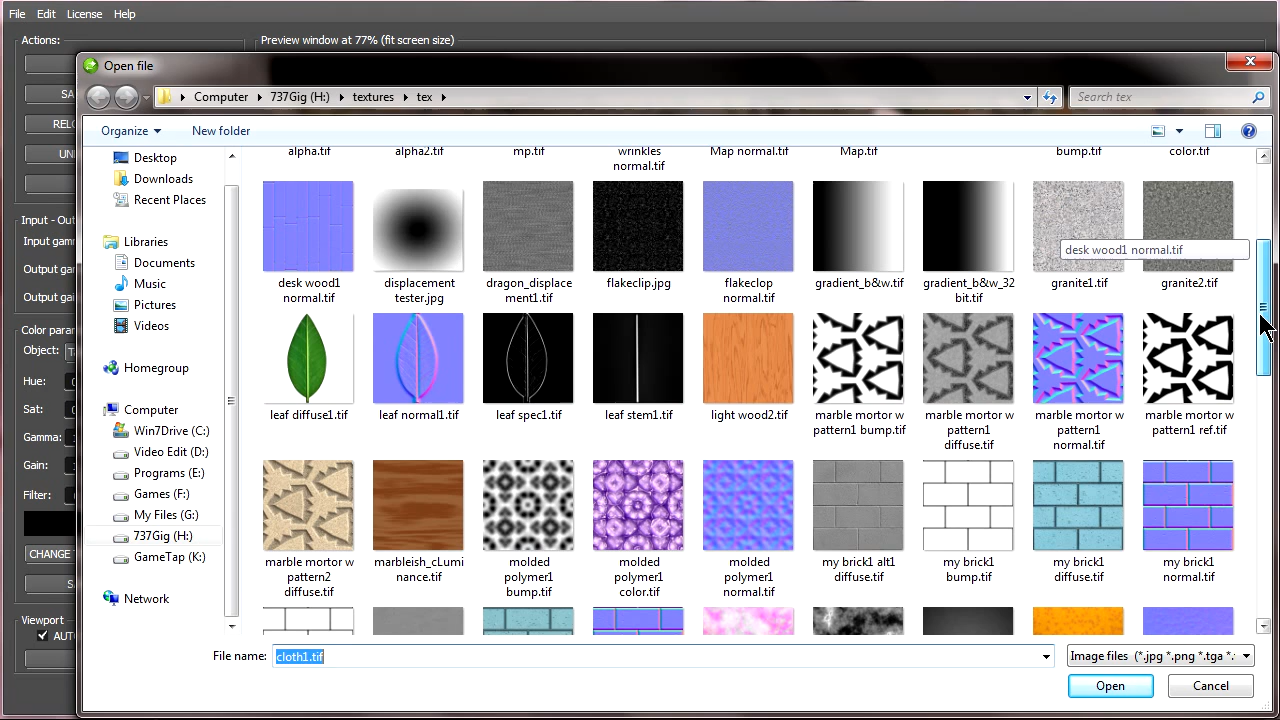 File Edit License Help
Actions:
Preview window at 77% (fit screen size)
Open file
Computer 737Gig (H:) textures tex
Search tex
Organize New folder
SA
RELO
UNI
Input - Out
Input gam
Output ga
Output gai
Color para
Object: Ta
Hue:
Sat:
Gamma:
Gain:
Filter:
CHANGE
Viewport
AUT
Desktop
Downloads
Recent Places
Libraries
Documents
Music
Pictures
Videos
Homegroup
Computer
Win7Drive (C:)
Video Edit (D:)
Programs (E:)
Games (F:)
My Files (G:)
737Gig (H:)
GameTap (K:)
Network
alpha.tif
alpha2.tif
mp.tif
wrinkles
normal.tif
Map normal.tif
Map.tif
bump.tif
color.tif
desk wood1 normal.tif
desk wood1
normal.tif
displacement
tester.jpg
dragon_displace
ment1.tif
flakeclip.jpg
flakeclop
normal.tif
gradient_b&w.tif
gradient_b&w_32
bit.tif
granite1.tif
granite2.tif
leaf diffuse1.tif
leaf normal1.tif
leaf spec1.tif
leaf stem1.tif
light wood2.tif
marble mortor w
pattern1 bump.tif
marble mortor w
pattern1
diffuse.tif
marble mortor w
pattern1
normal.tif
marble mortor w
pattern1 ref.tif
marble mortor w
pattern2
diffuse.tif
marbleish_cLumi
nance.tif
molded
polymer1
bump.tif
molded
polymer1
color.tif
molded
polymer1
normal.tif
my brick1 alt1
diffuse.tif
my brick1
bump.tif
my brick1
diffuse.tif
my brick1
normal.tif
File name: cloth1.tif
Image files (*.jpg *.png *.tga *.
Open Cancel